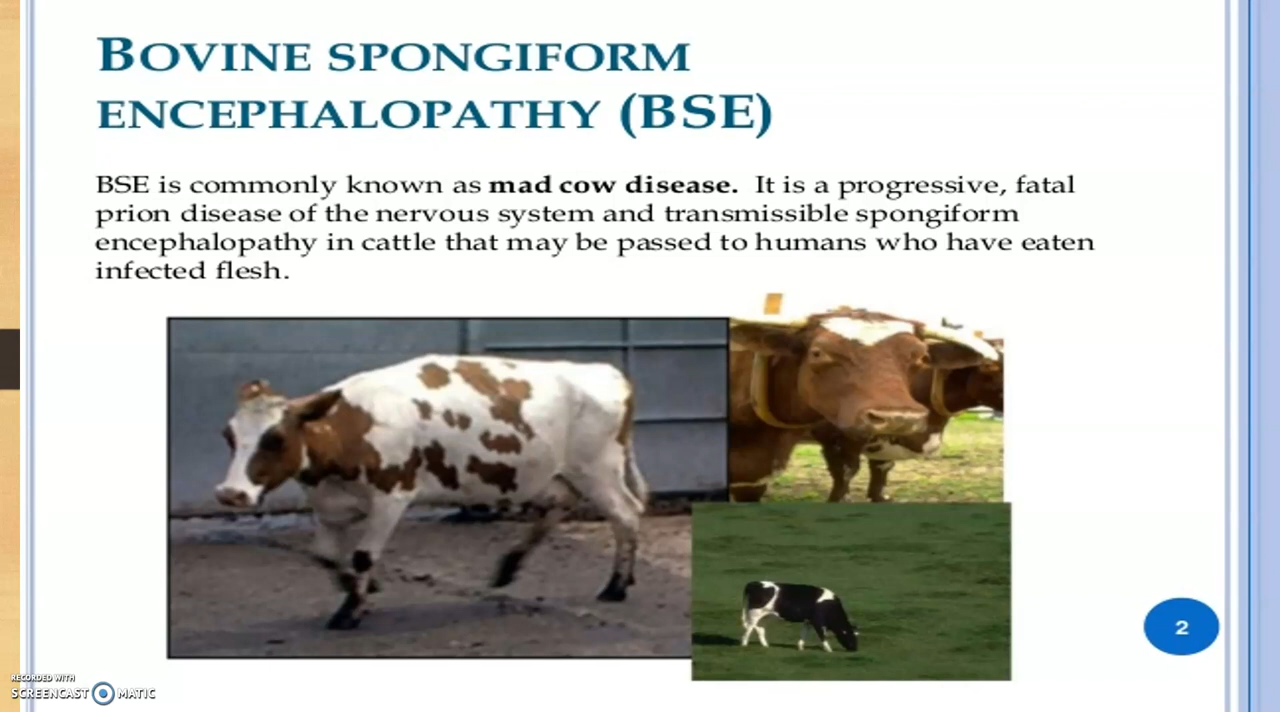 BOVINE SPONGIFORM
ENCEPHALOPATHY (BSE)
BSE is commonly known as mad cow disease. It is a progressive, fatal
prion disease of the nervous system and transmissible spongiform
encephalopathy in cattle that may be passed to humans who have eaten
infected flesh.
2
RECORDED WITH
SCREENCAST MATIC